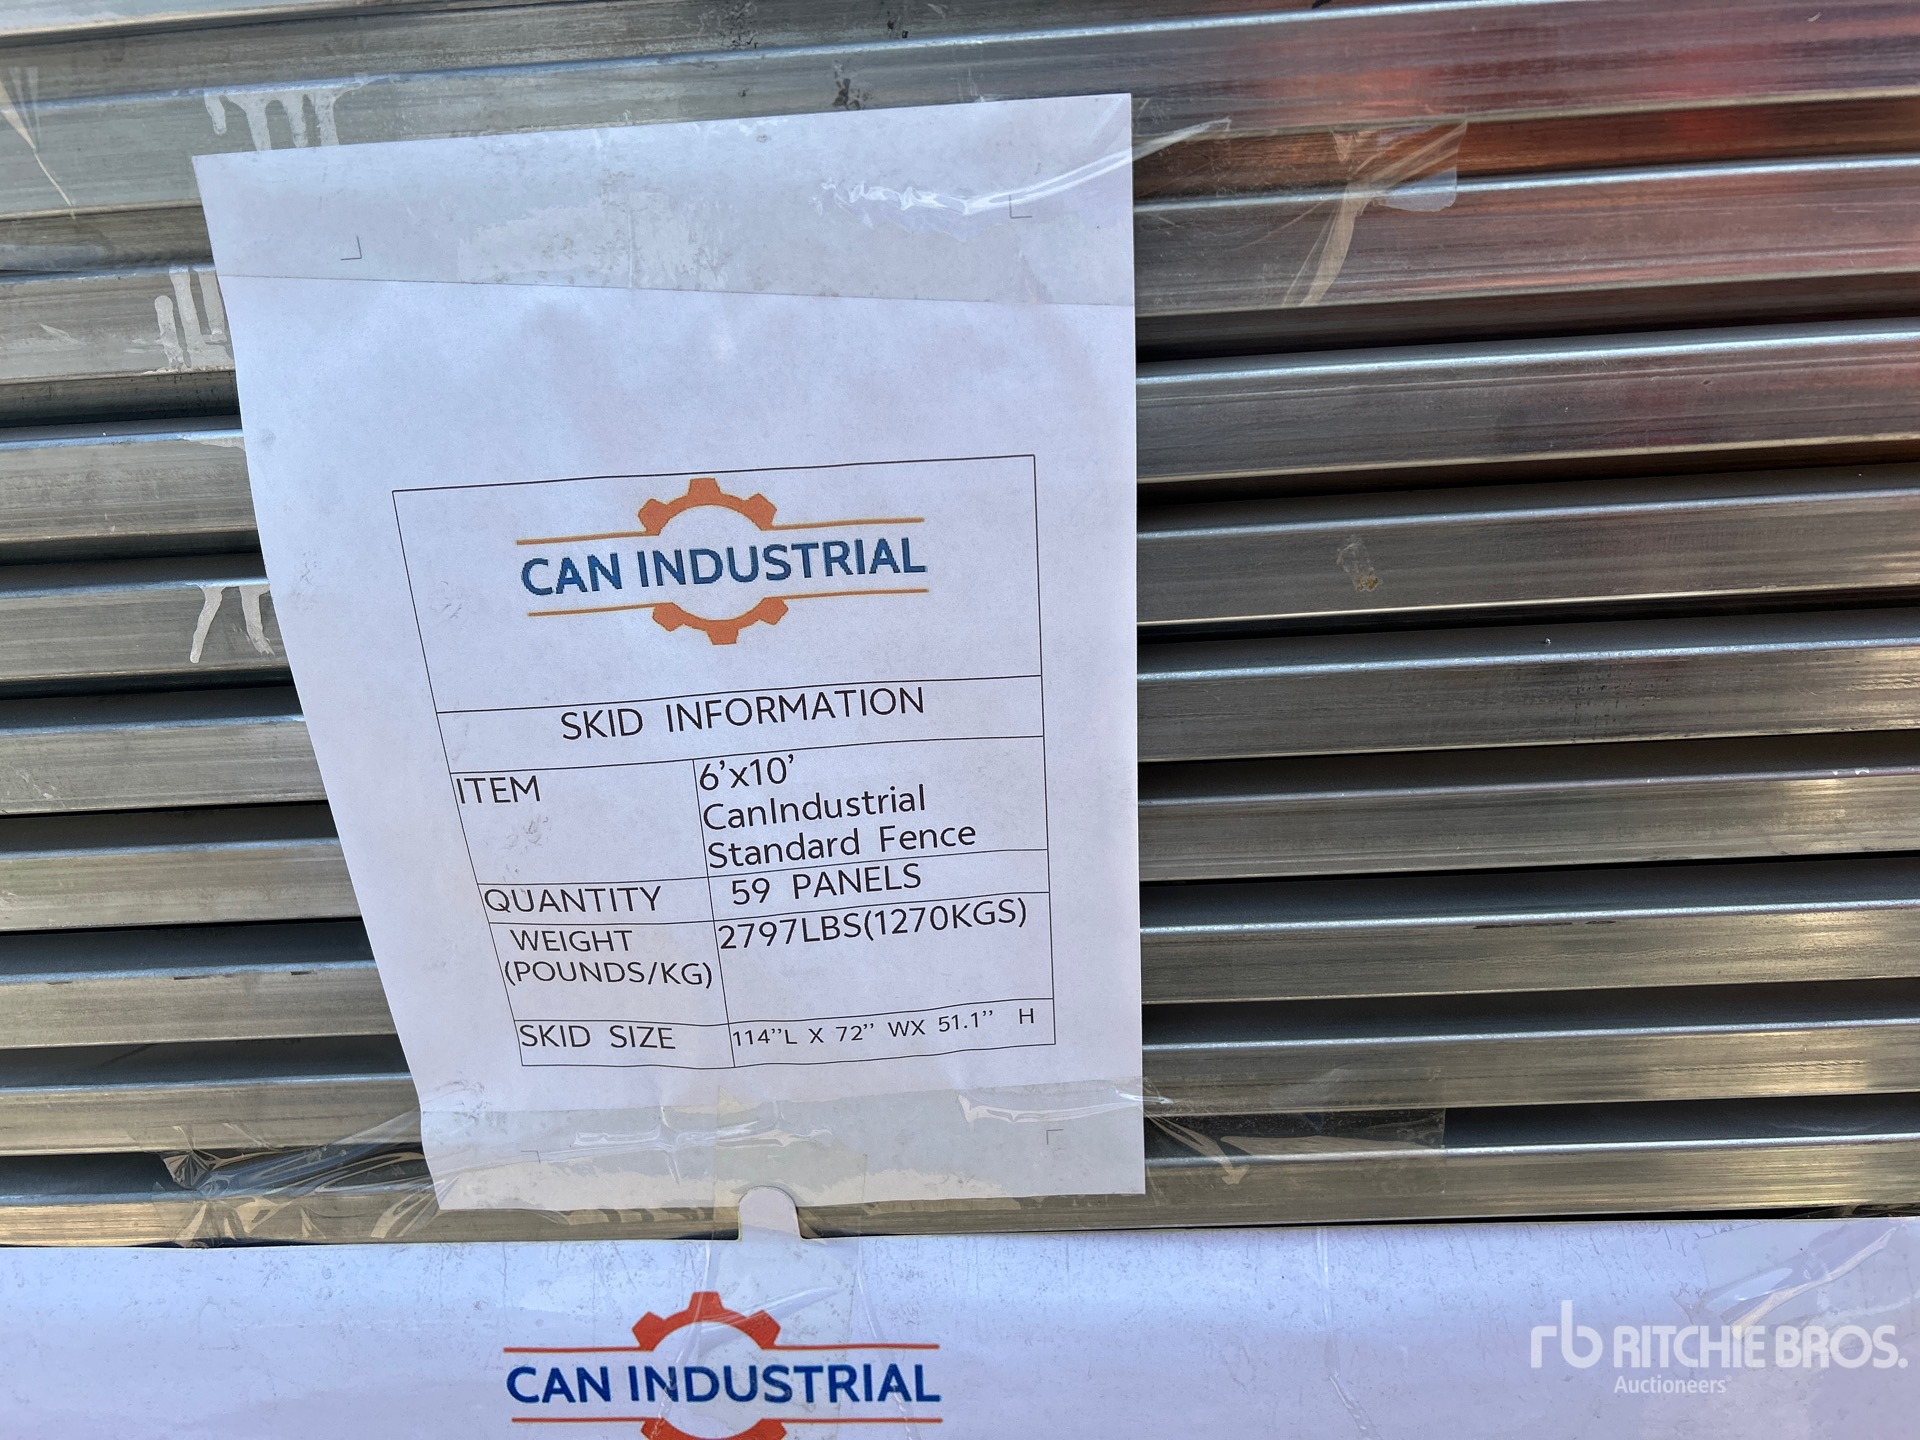 CAN INDUSTRIAL
SKID INFORMATION
ITEM
6'x10'
CanIndustrial
Standard Fence
QUANTITY
59 PANELS
WEIGHT
(POUNDS/KG)
2797LBS(1270KGS)
SKID SIZE
114''L X 72'' WX 51.1'' H
CAN INDUSTRIAL
rb RITCHIE BROS.
Auctioneers